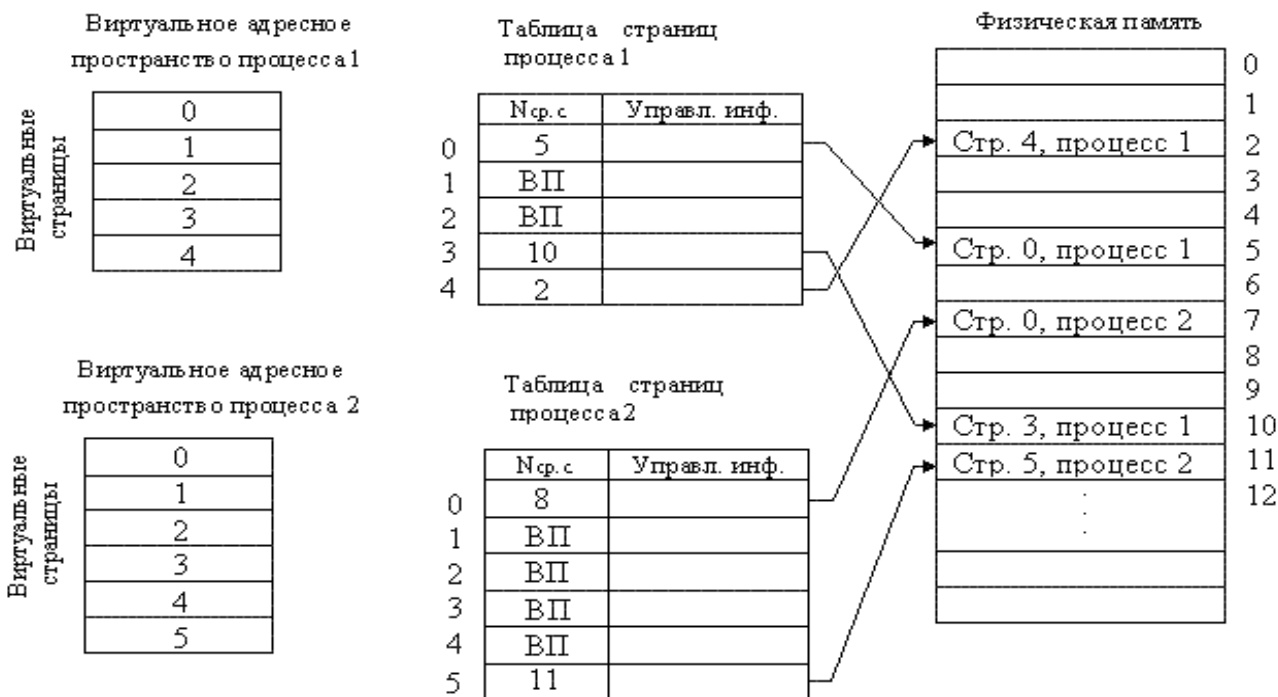 Виртуальное адресное
пространство процесса 1
Виртуальные
страницы
0
1
2
3
4
Таблица страниц
процесса 1
Nф.с. Управл. инф.
0 5
1 ВП
2 ВП
3 10
4 2
Виртуальное адресное
пространство процесса 2
Виртуальные
страницы
0
1
2
3
4
5
Таблица страниц
процесса 2
Nф.с. Управл. инф.
0 8
1 ВП
2 ВП
3 ВП
4 ВП
5 11
Физическая память
0
1
Стр. 4, процесс 1 2
3
4
Стр. 0, процесс 1 5
6
Стр. 0, процесс 2 7
8
9
Стр. 3, процесс 1 10
Стр. 5, процесс 2 11
12